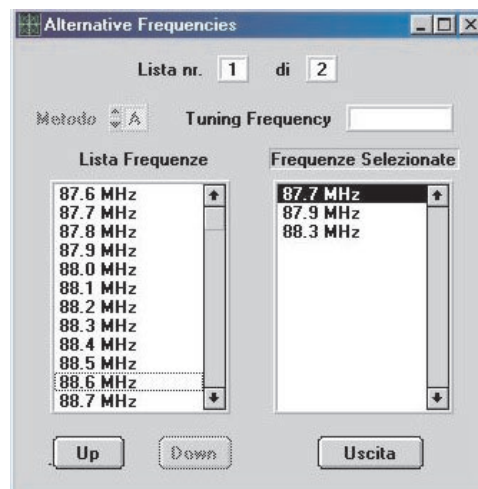 Alternative Frequencies
Lista nr. 1 di 2
Metodo A Tuning Frequency
Lista Frequenze
87.6 MHz
87.7 MHz
87.8 MHz
87.9 MHz
88.0 MHz
88.1 MHz
88.2 MHz
88.3 MHz
88.4 MHz
88.5 MHz
88.6 MHz
88.7 MHz
Frequenze Selezionate
87.7 MHz
87.9 MHz
88.3 MHz
Up Down Uscita